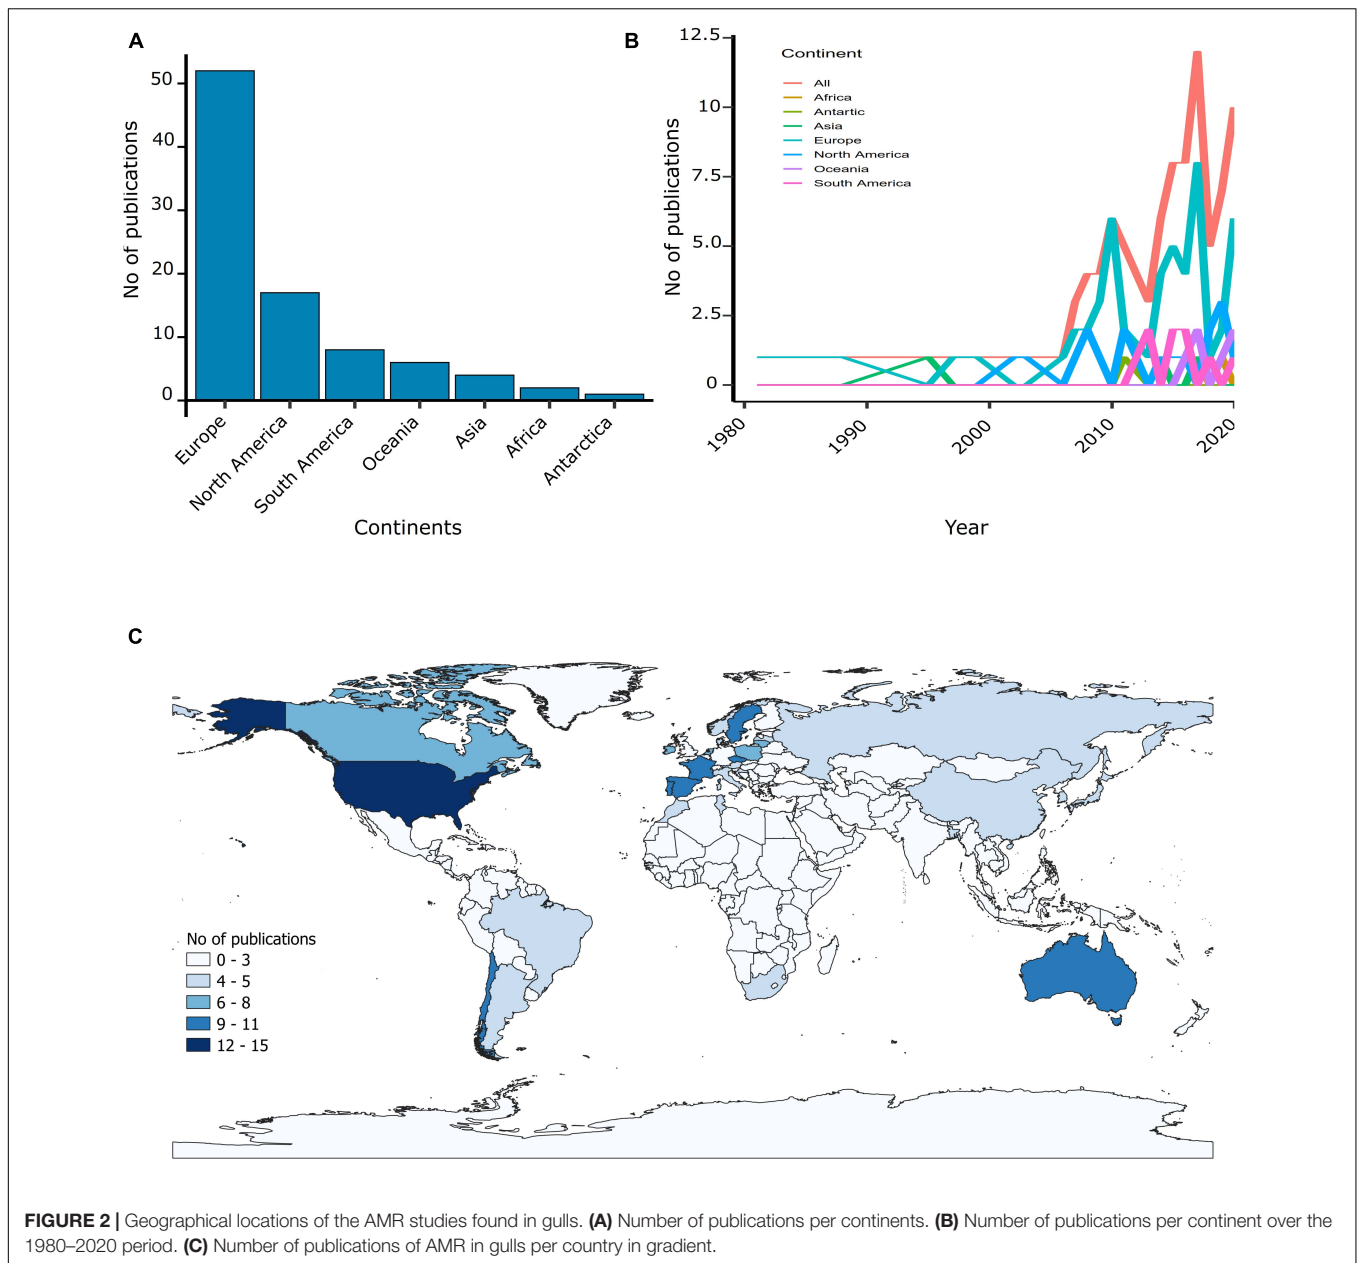 A
No of publications
50
40
30
20
10
0
Europe
North America
South America
Oceania
Asia
Africa
Antarctica
Continents
B
No of publications
12.5
10
7.5
5.0
2.5
0
Continent
All
Africa
Antartic
Asia
Europe
North America
Oceania
South America
1980
1990
2000
2010
2020
Year
C
No of publications
0 - 3
4 - 5
6 - 8
9 - 11
12 - 15
FIGURE 2 | Geographical locations of the AMR studies found in gulls. (A) Number of publications per continents. (B) Number of publications per continent over the
1980–2020 period. (C) Number of publications of AMR in gulls per country in gradient.